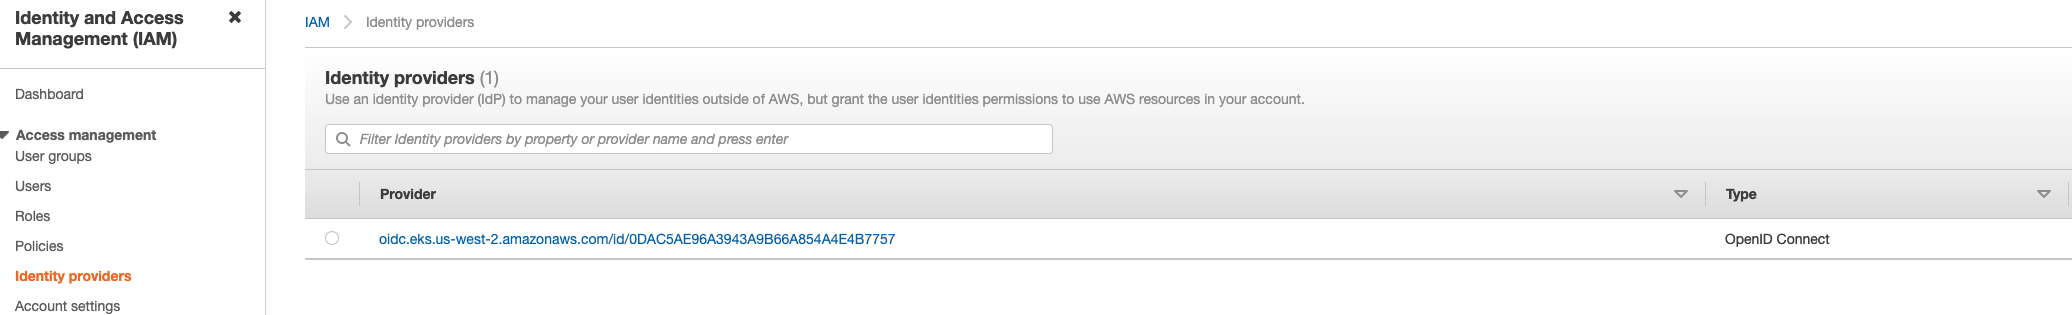 Identity and Access
Management (IAM)
Dashboard
Access management
User groups
Users
Roles
Policies
Identity providers
Account settings
IAM Identity providers
Identity providers (1)
Use an identity provider (IdP) to manage your user identities outside of AWS, but grant the user identities permissions to use AWS resources in your account.
Filter Identity providers by property or provider name and press enter
Provider Type
oidc.eks.us-west-2.amazonaws.com/id/0DAC5AE96A3943A9B66A854A4E4B7757 OpenID Connect